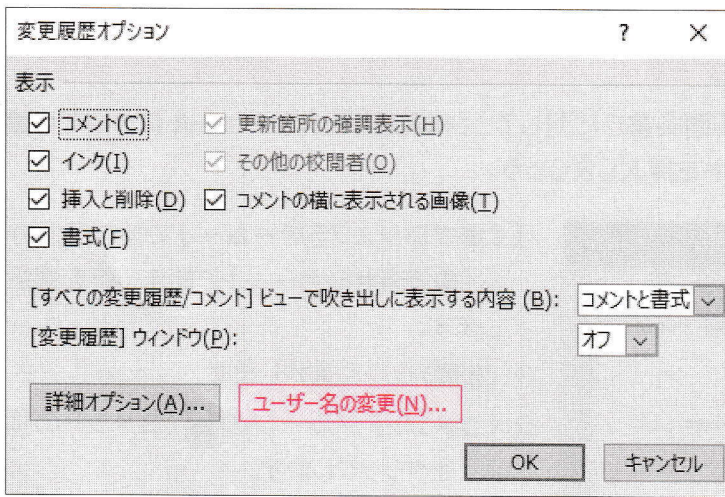 変更履歴オプション ? ×
表示
コメント(C) 更新箇所の強調表示(H)
インク(I) その他の校閲者(O)
挿入と削除(D) コメントの横に表示される画像(T)
書式(F)
[すべての変更履歴/コメント] ビューで吹き出しに表示する内容 (B): コメントと書式
[変更履歴] ウィンドウ(P): オフ
詳細オプション(A)... ユーザー名の変更(N)...
OK キャンセル